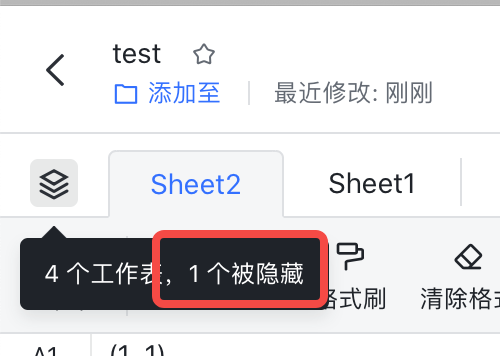 test
添加至
最近修改: 刚刚
Sheet2
Sheet1
4 个工作表，1 个被隐藏
格式刷
清除格式
A1
(1, 1)